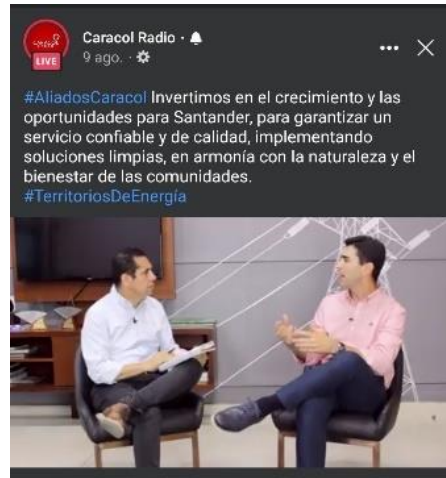 Caracol Radio ·
LIVE
9 ago. ·
#AliadosCaracol Invertimos en el crecimiento y las
oportunidades para Santander, para garantizar un
servicio confiable y de calidad, implementando
soluciones limpias, en armonía con la naturaleza y el
bienestar de las comunidades.
#TerritoriosDeEnergía